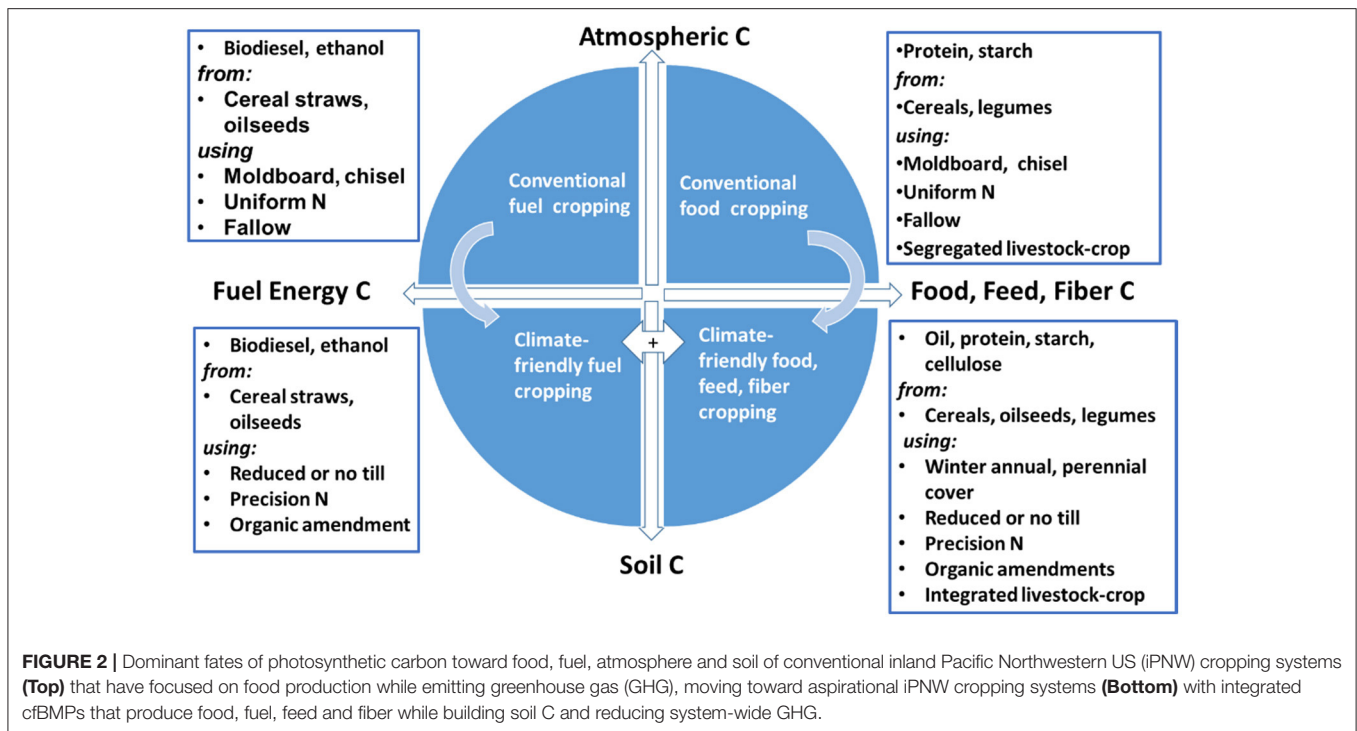 Atmospheric C
• Biodiesel, ethanol
from:
• Cereal straws,
oilseeds
using
• Moldboard, chisel
• Uniform N
• Fallow
•Protein, starch
from:
•Cereals, legumes
using:
•Moldboard, chisel
•Uniform N
•Fallow
•Segregated livestock-crop
Conventional
fuel cropping
Conventional
food cropping
Fuel Energy C
Food, Feed, Fiber C
• Biodiesel, ethanol
from:
• Cereal straws,
oilseeds
using:
• Reduced or no till
• Precision N
• Organic amendment
Climate-
friendly fuel
cropping
+
Climate-
friendly food,
feed, fiber
cropping
• Oil, protein, starch,
cellulose
from:
• Cereals, oilseeds, legumes
using:
• Winter annual, perennial
cover
• Reduced or no till
• Precision N
• Organic amendments
• Integrated livestock-crop
Soil C
FIGURE 2 | Dominant fates of photosynthetic carbon toward food, fuel, atmosphere and soil of conventional inland Pacific Northwestern US (iPNW) cropping systems
(Top) that have focused on food production while emitting greenhouse gas (GHG), moving toward aspirational iPNW cropping systems (Bottom) with integrated
cfBMPs that produce food, fuel, feed and fiber while building soil C and reducing system-wide GHG.